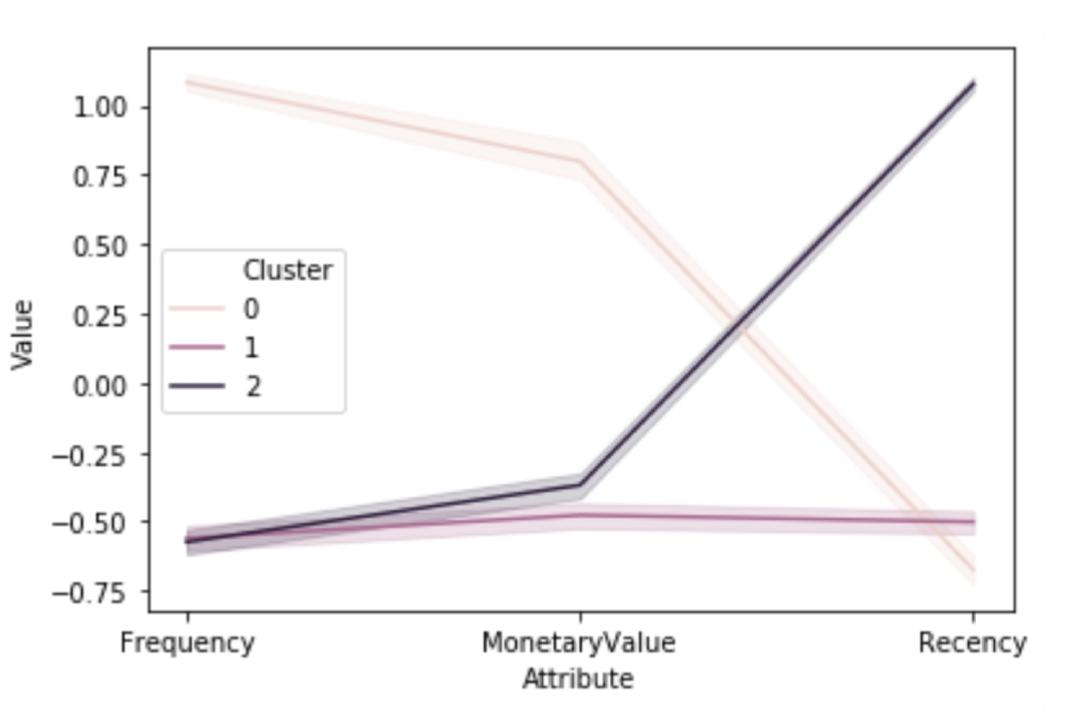 1.00
0.75
0.50
0.25
0.00
−0.25
−0.50
−0.75
Value
Cluster
0
1
2
Frequency
MonetaryValue
Recency
Attribute